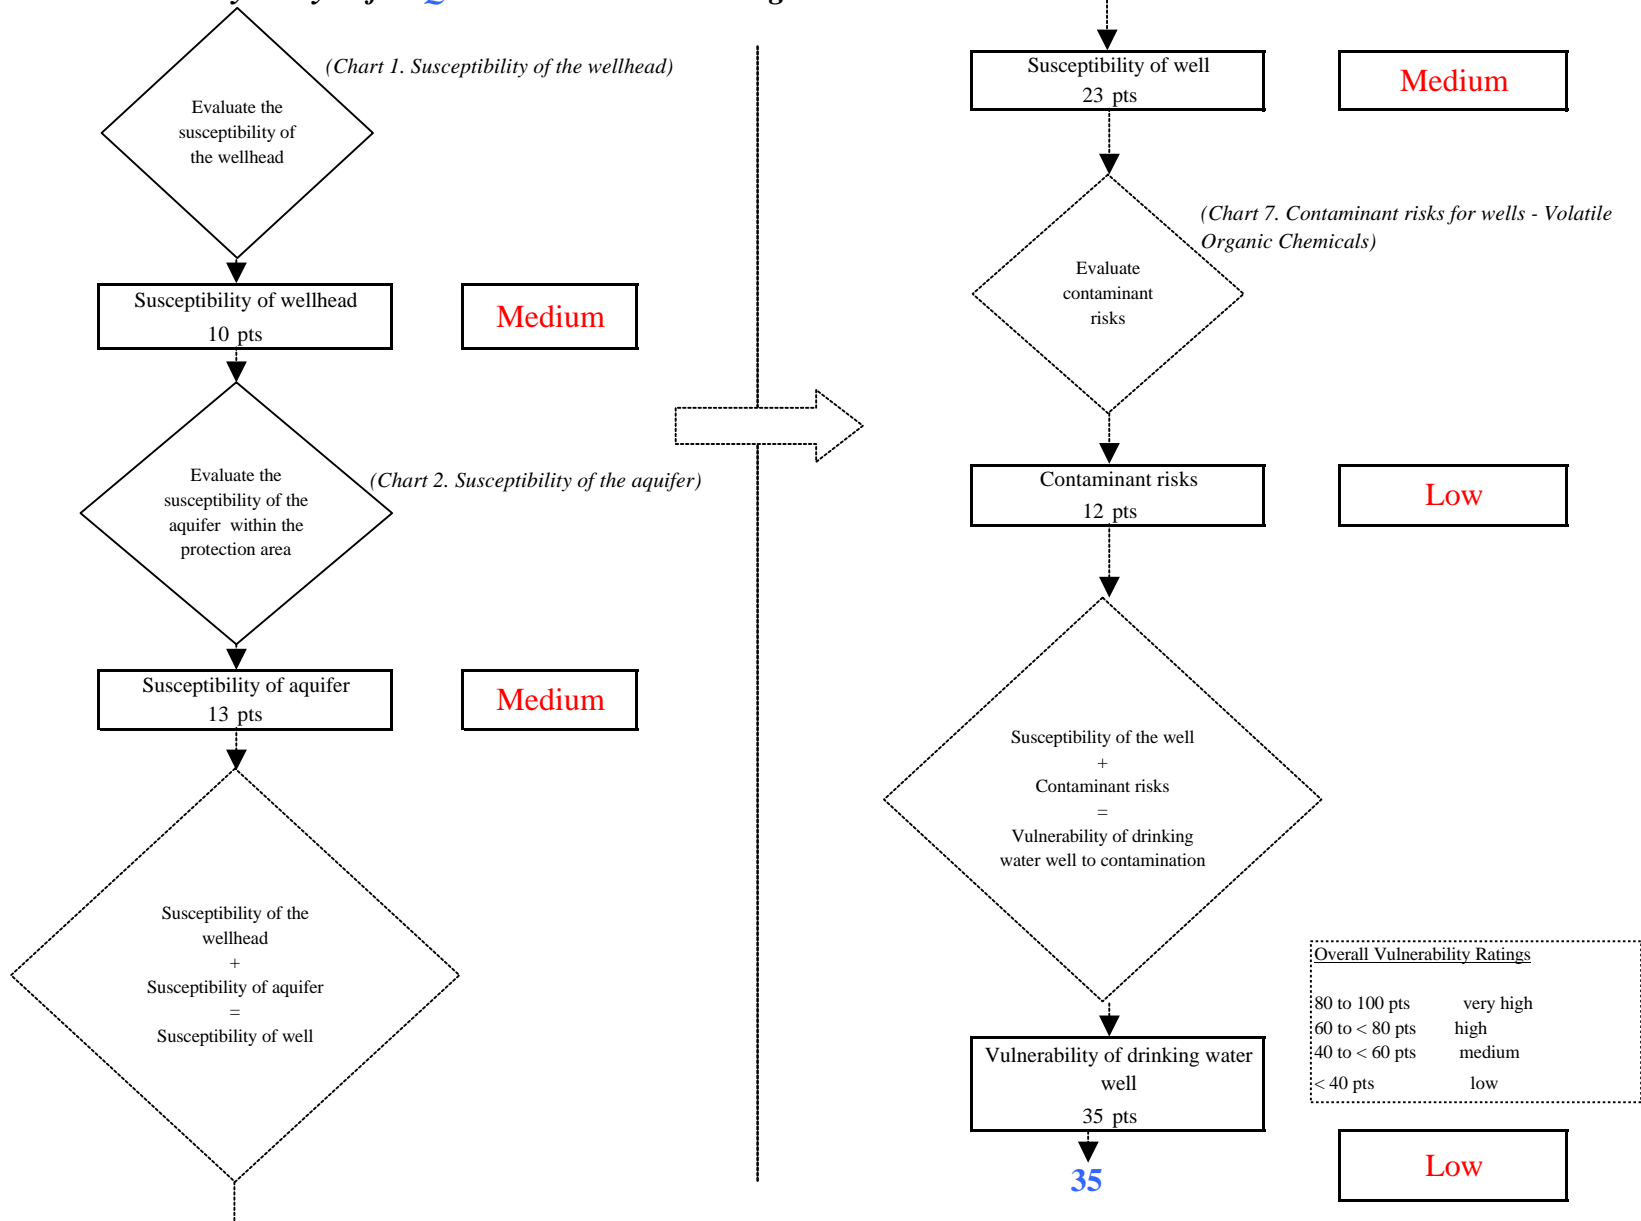 (Chart 1. Susceptibility of the wellhead)
Evaluate the
susceptibility of
the wellhead
Susceptibility of wellhead
10 pts
Medium
Evaluate the
susceptibility of the
aquifer within the
protection area
(Chart 2. Susceptibility of the aquifer)
Susceptibility of aquifer
13 pts
Medium
Susceptibility of the
wellhead
+
Susceptibility of aquifer
=
Susceptibility of well
Susceptibility of well
23 pts
Medium
(Chart 7. Contaminant risks for wells - Volatile
Organic Chemicals)
Evaluate
contaminant
risks
Contaminant risks
12 pts
Low
Susceptibility of the well
+
Contaminant risks
=
Vulnerability of drinking
water well to contamination
Overall Vulnerability Ratings
80 to 100 pts very high
60 to < 80 pts high
40 to < 60 pts medium
< 40 pts low
Vulnerability of drinking water
well
35 pts
35
Low